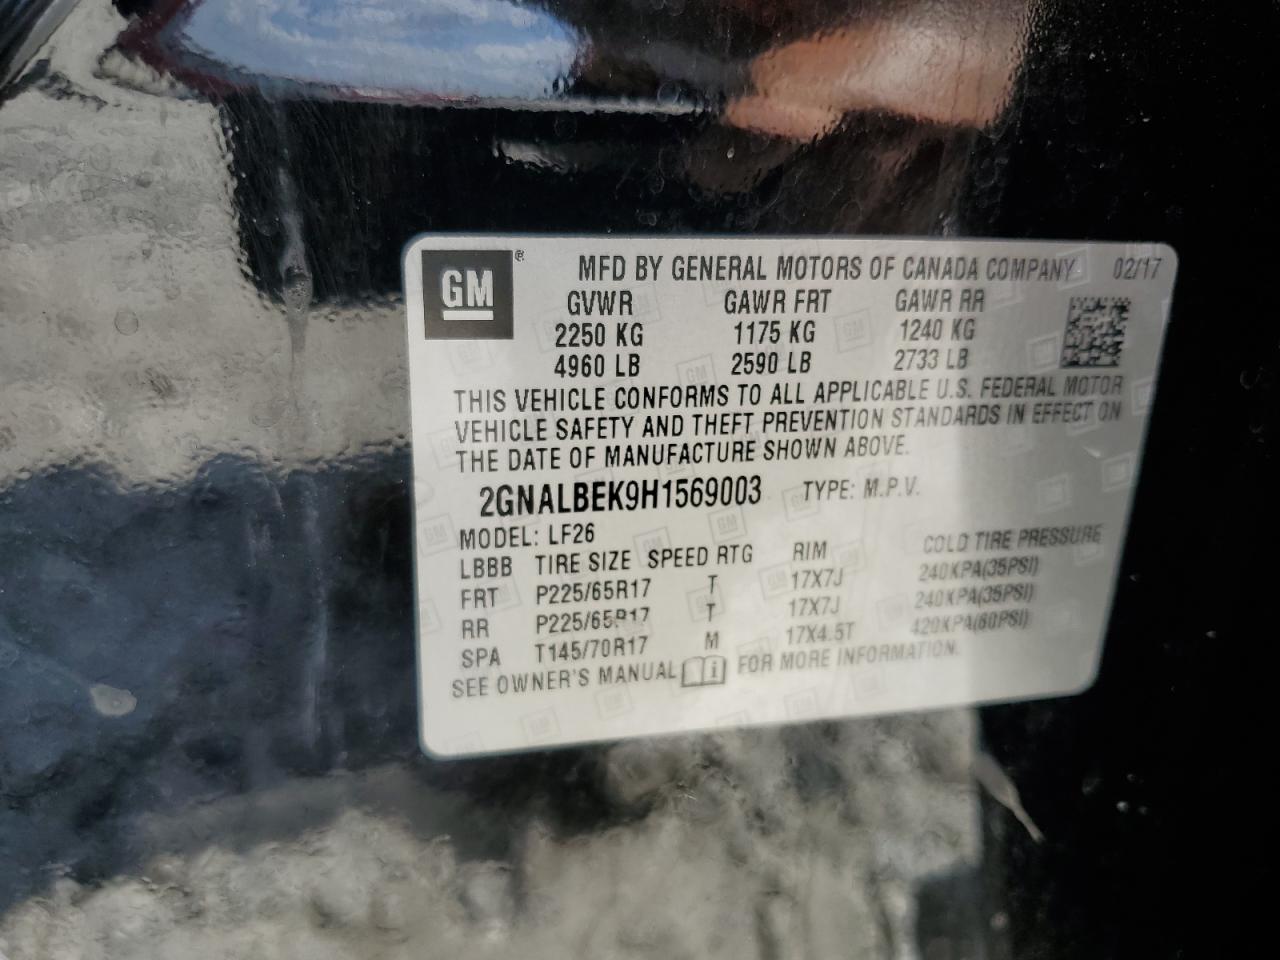 GM®
MFD BY GENERAL MOTORS OF CANADA COMPANY 02/17
GVWR GAWR FRT GAWR RR
2250 KG 1175 KG 1240 KG
4960 LB 2590 LB 2733 LB
THIS VEHICLE CONFORMS TO ALL APPLICABLE U.S. FEDERAL MOTOR
VEHICLE SAFETY AND THEFT PREVENTION STANDARDS IN EFFECT ON
THE DATE OF MANUFACTURE SHOWN ABOVE.
2GNALBEK9H1569003 TYPE: M.P.V.
MODEL: LF26
LBBB TIRE SIZE SPEED RTG RIM COLD TIRE PRESSURE
FRT P225/65R17 T 17X7J 240KPA(35PSI)
RR P225/65R17 T 17X7J 240KPA(35PSI)
SPA T145/70R17 M 17X4.5T 420KPA(60PSI)
SEE OWNER'S MANUAL i FOR MORE INFORMATION.